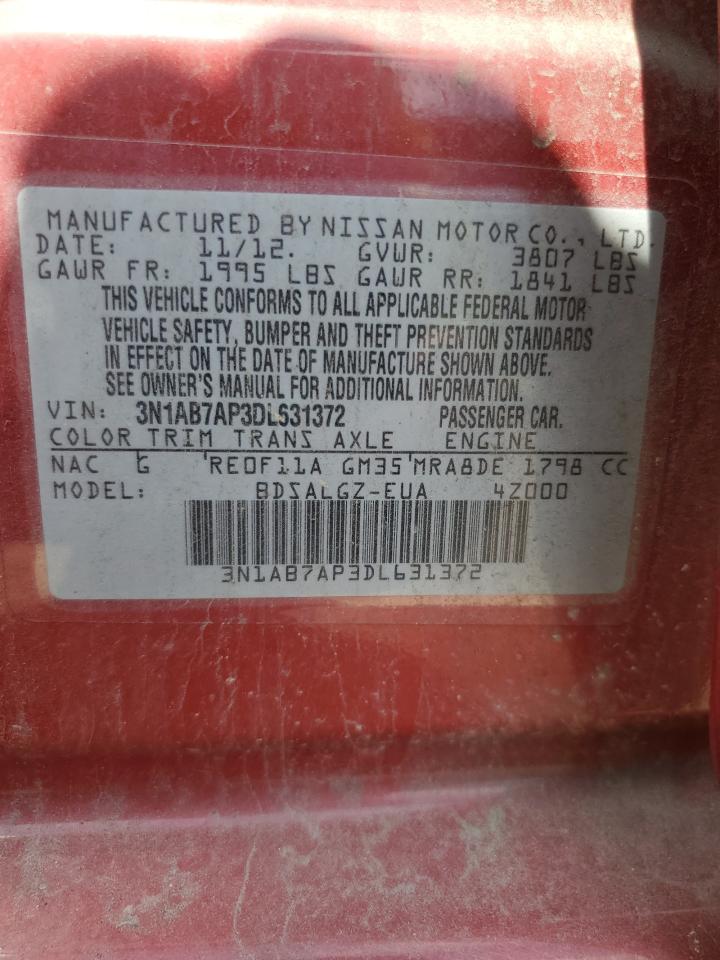 MANUFACTURED BY NISSAN MOTOR CO., LTD.
DATE: 11/12. GVWR: 3807 LBS
GAWR FR: 1995 LBS GAWR RR: 1841 LBS
THIS VEHICLE CONFORMS TO ALL APPLICABLE FEDERAL MOTOR
VEHICLE SAFETY, BUMPER AND THEFT PREVENTION STANDARDS
IN EFFECT ON THE DATE OF MANUFACTURE SHOWN ABOVE.
SEE OWNER'S MANUAL FOR ADDITIONAL INFORMATION.
VIN: 3N1AB7AP3DL631372 PASSENGER CAR.
COLOR TRIM TRANS AXLE ENGINE
NAC G RE0F11A GM35 MRA8DE 1798 CC
MODEL: BDSALGZ-EUA 4Z000
3N1AB7AP3DL631372